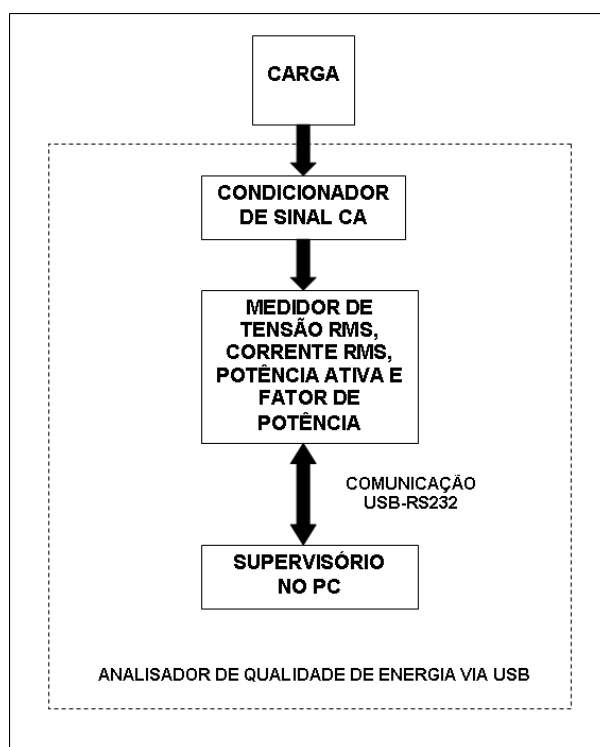 CARGA
CONDICIONADOR
DE SINAL CA
MEDIDOR DE
TENSÃO RMS,
CORRENTE RMS,
POTÊNCIA ATIVA E
FATOR DE
POTÊNCIA
COMUNICAÇÃO
USB-RS232
SUPERVISÓRIO
NO PC
ANALISADOR DE QUALIDADE DE ENERGIA VIA USB